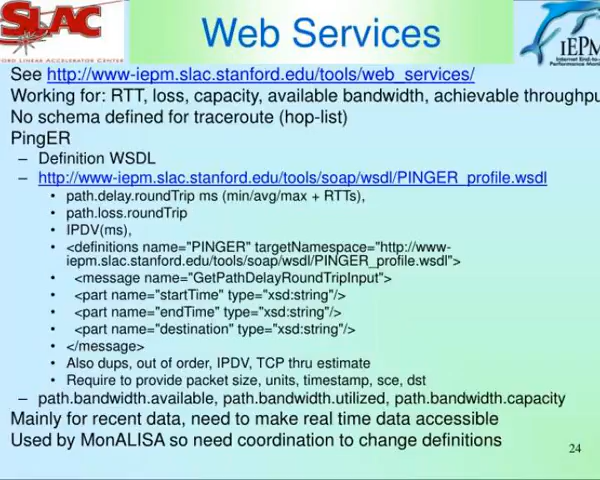 SLAC
Web Services
IEPM
Internet End-to-
Performance Moni
See http://www-iepm.slac.stanford.edu/tools/web_services/
Working for: RTT, loss, capacity, available bandwidth, achievable throughpu
No schema defined for traceroute (hop-list)
PingER
– Definition WSDL
– http://www-iepm.slac.stanford.edu/tools/soap/wsdl/PINGER_profile.wsdl
• path.delay.roundTrip ms (min/avg/max + RTTs),
• path.loss.roundTrip
• IPDV(ms),
• <definitions name="PINGER" targetNamespace="http://www-
iepm.slac.stanford.edu/tools/soap/wsdl/PINGER_profile.wsdl">
• <message name="GetPathDelayRoundTripInput">
• <part name="startTime" type="xsd:string"/>
• <part name="endTime" type="xsd:string"/>
• <part name="destination" type="xsd:string"/>
• </message>
• Also dups, out of order, IPDV, TCP thru estimate
• Require to provide packet size, units, timestamp, sce, dst
– path.bandwidth.available, path.bandwidth.utilized, path.bandwidth.capacity
Mainly for recent data, need to make real time data accessible
Used by MonALISA so need coordination to change definitions
24